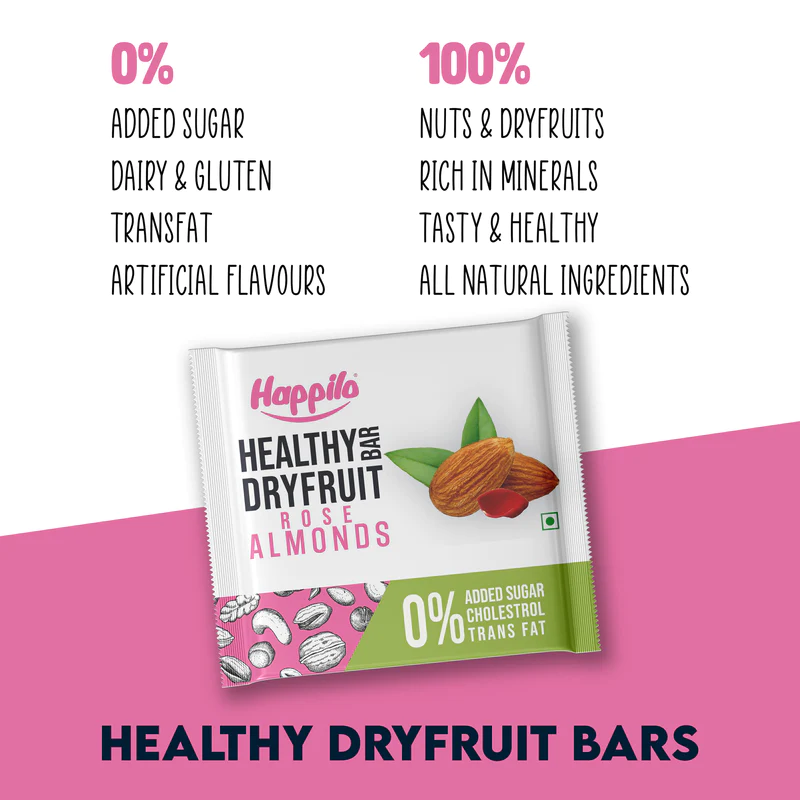 0%
ADDED SUGAR
DAIRY & GLUTEN
TRANSFAT
ARTIFICIAL FLAVOURS
100%
NUTS & DRYFRUITS
RICH IN MINERALS
TASTY & HEALTHY
ALL NATURAL INGREDIENTS
Happilo®
HEALTHY BAR
DRYFRUIT
ROSE
ALMONDS
0%
ADDED SUGAR
CHOLESTROL
TRANS FAT
HEALTHY DRYFRUIT BARS